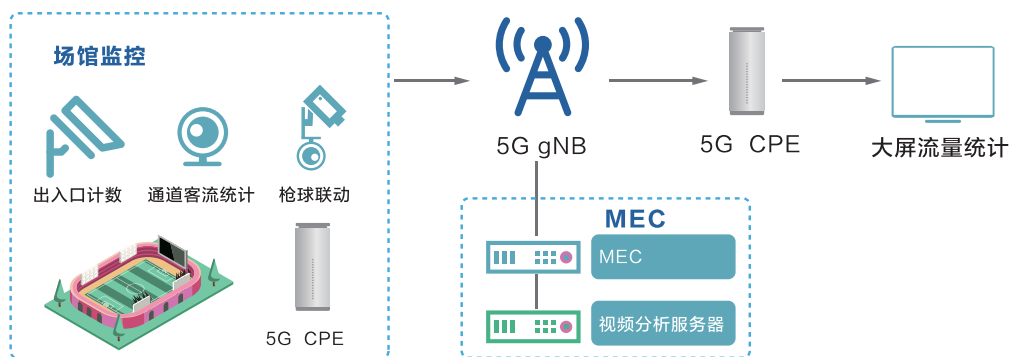 场馆监控
出入口计数
通道客流统计
枪球联动
5G CPE
5G gNB
5G CPE
大屏流量统计
MEC
MEC
视频分析服务器